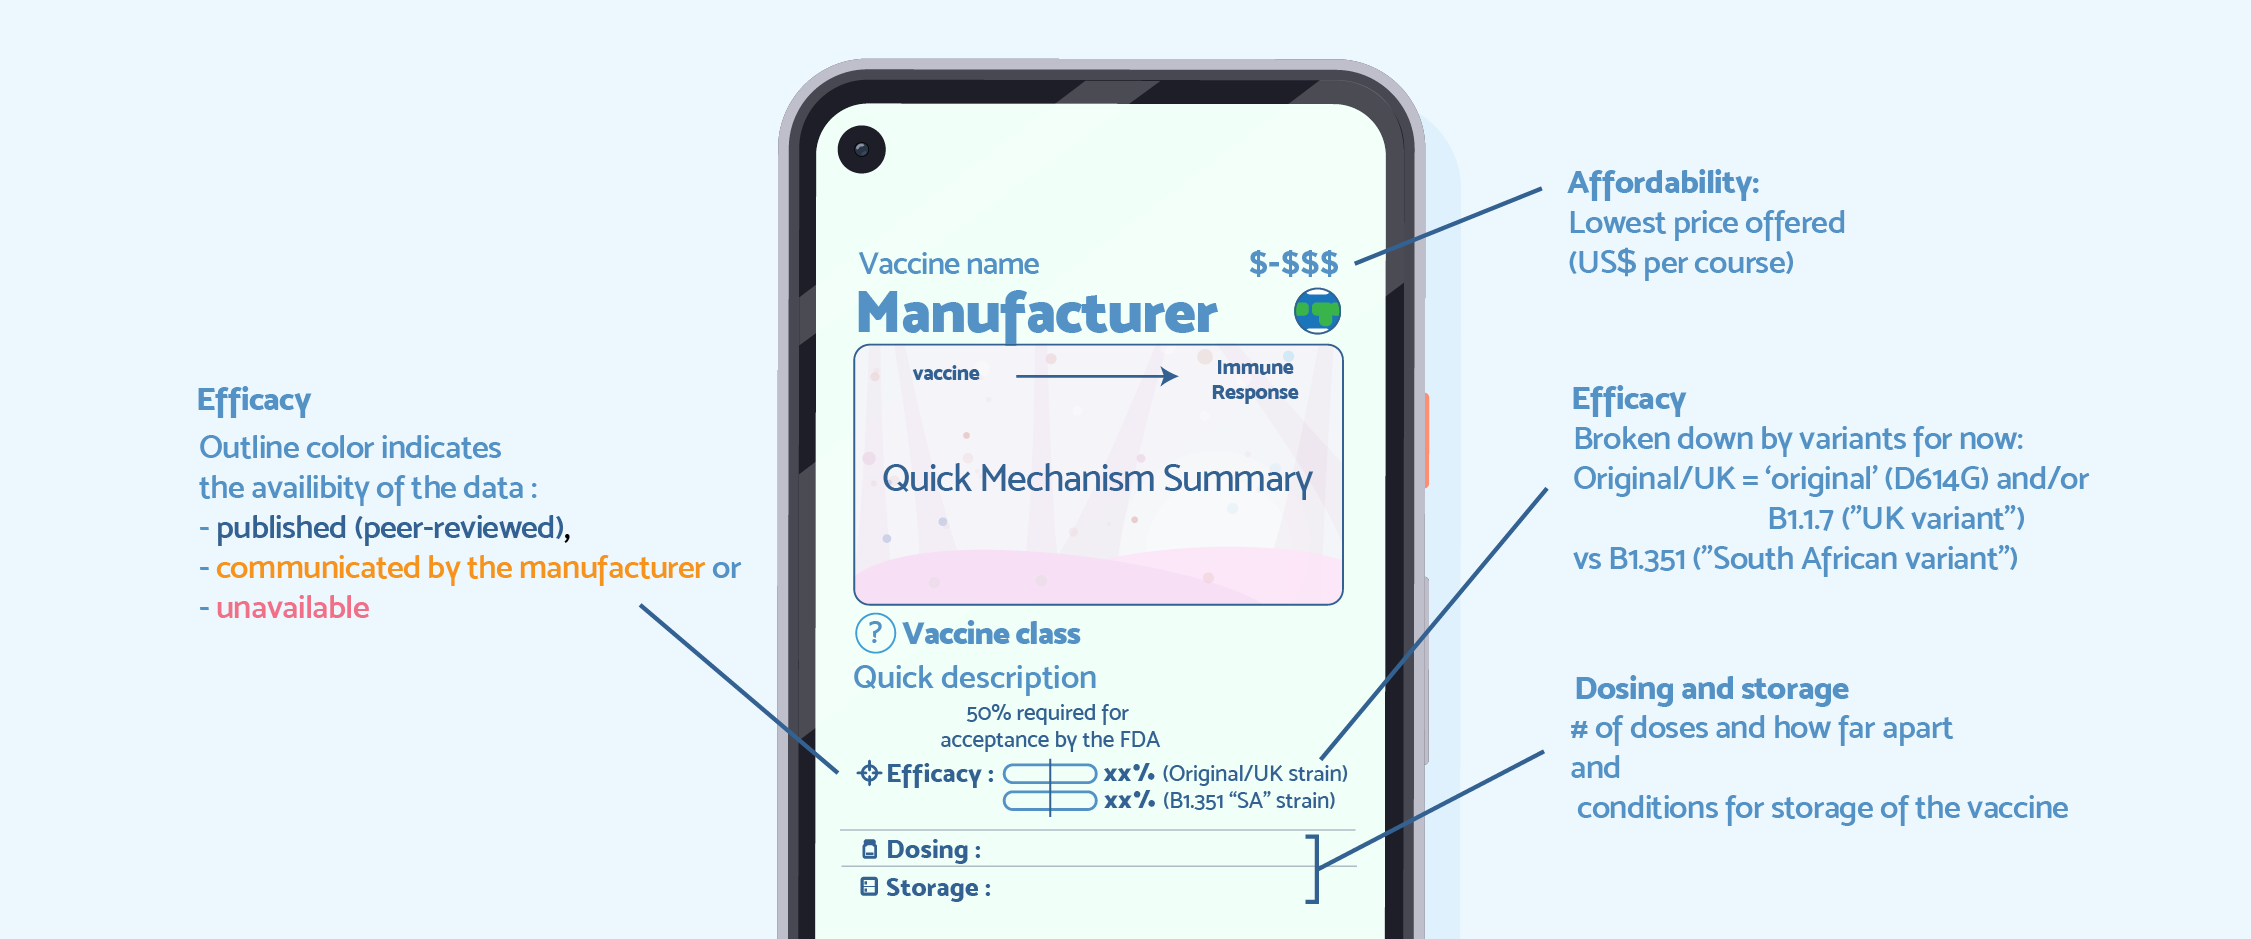 Efficacy
Outline color indicates
the availibity of the data :
- published (peer-reviewed),
- communicated by the manufacturer or
- unavailable
Vaccine name
$-$$$
Manufacturer
vaccine
Immune
Response
Quick Mechanism Summary
? Vaccine class
Quick description
50% required for
acceptance by the FDA
Efficacy : xx% (Original/UK strain)
xx% (B1.351 “SA” strain)
Dosing :
Storage :
Affordability:
Lowest price offered
(US$ per course)
Efficacy
Broken down by variants for now:
Original/UK = ‘original’ (D614G) and/or
B1.1.7 (”UK variant”)
vs B1.351 (”South African variant”)
Dosing and storage
# of doses and how far apart
and
conditions for storage of the vaccine